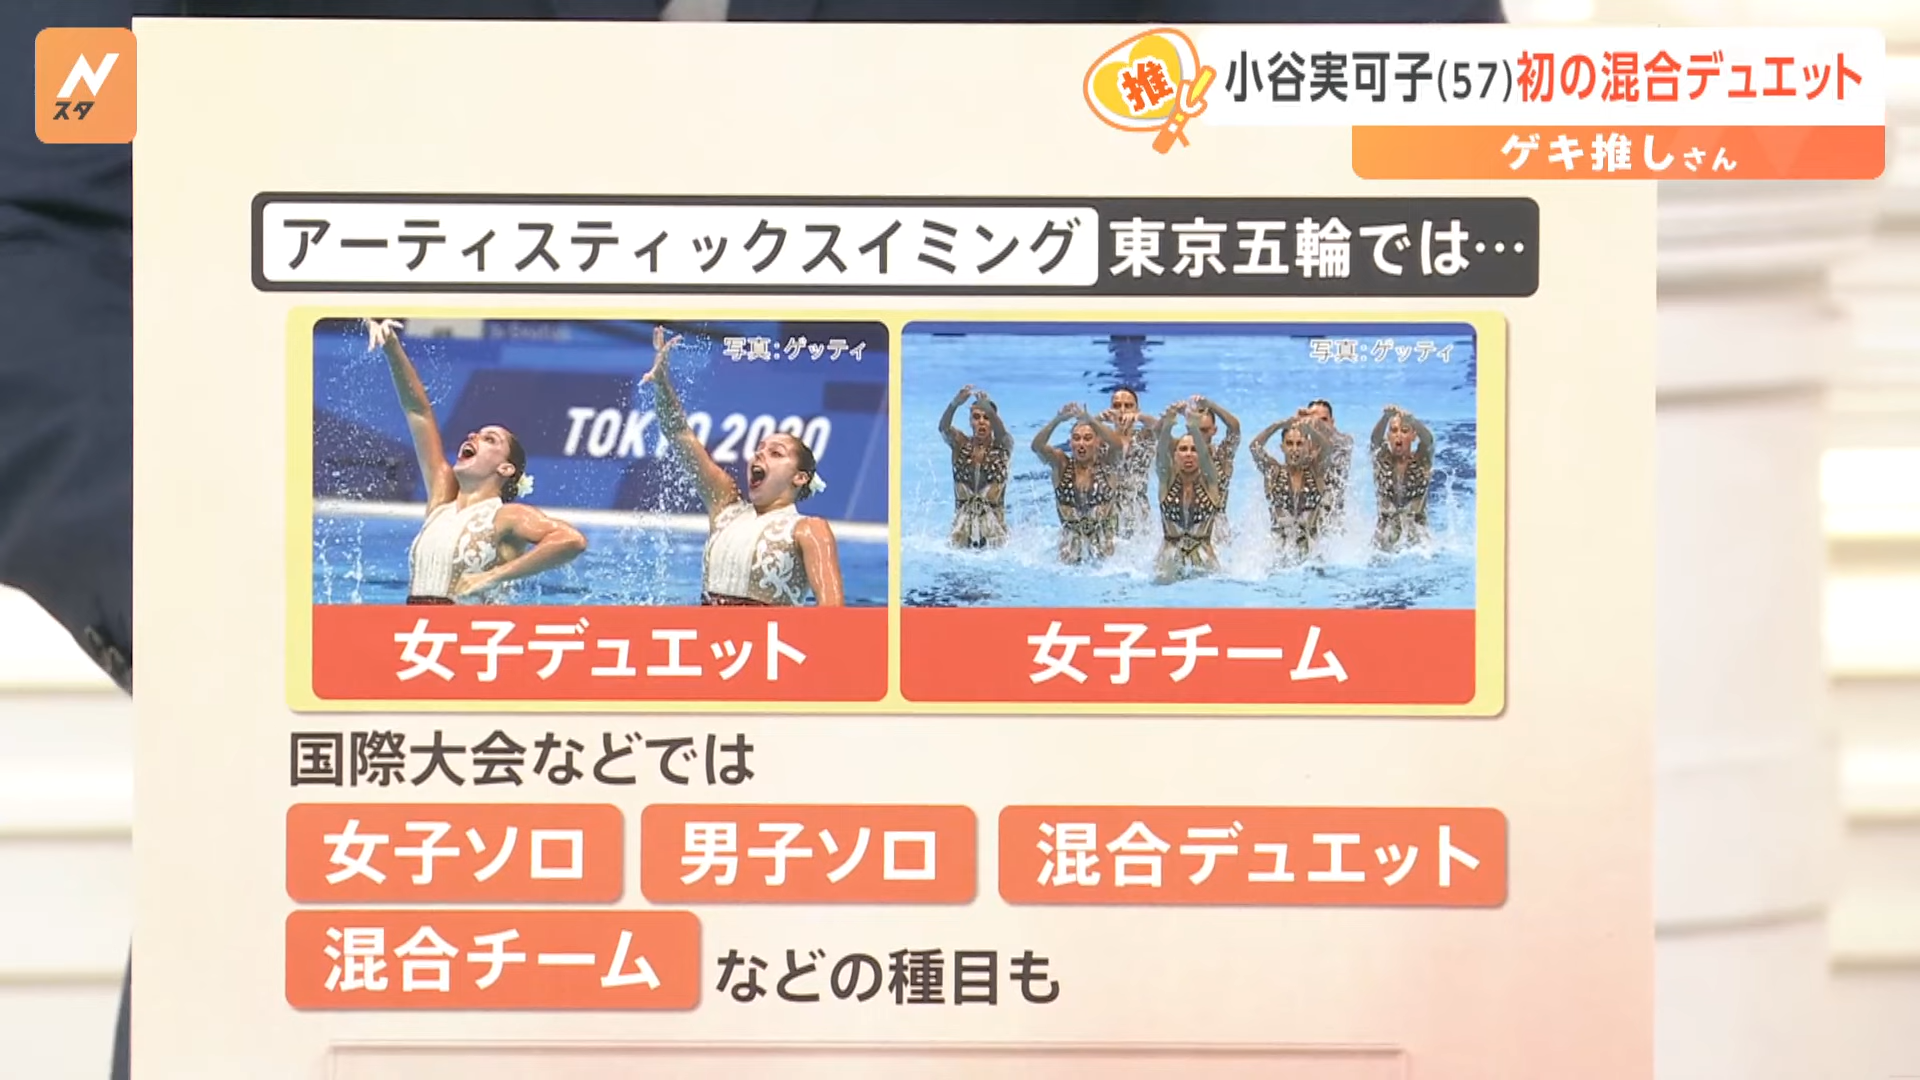 Nスタ
推し
小谷実可子(57)初の混合デュエット
ゲキ推しさん
アーティスティックスイミング 東京五輪では…
写真:ゲッティ
TOKYO 2020
写真:ゲッティ
女子デュエット
女子チーム
国際大会などでは
女子ソロ 男子ソロ 混合デュエット
混合チーム などの種目も